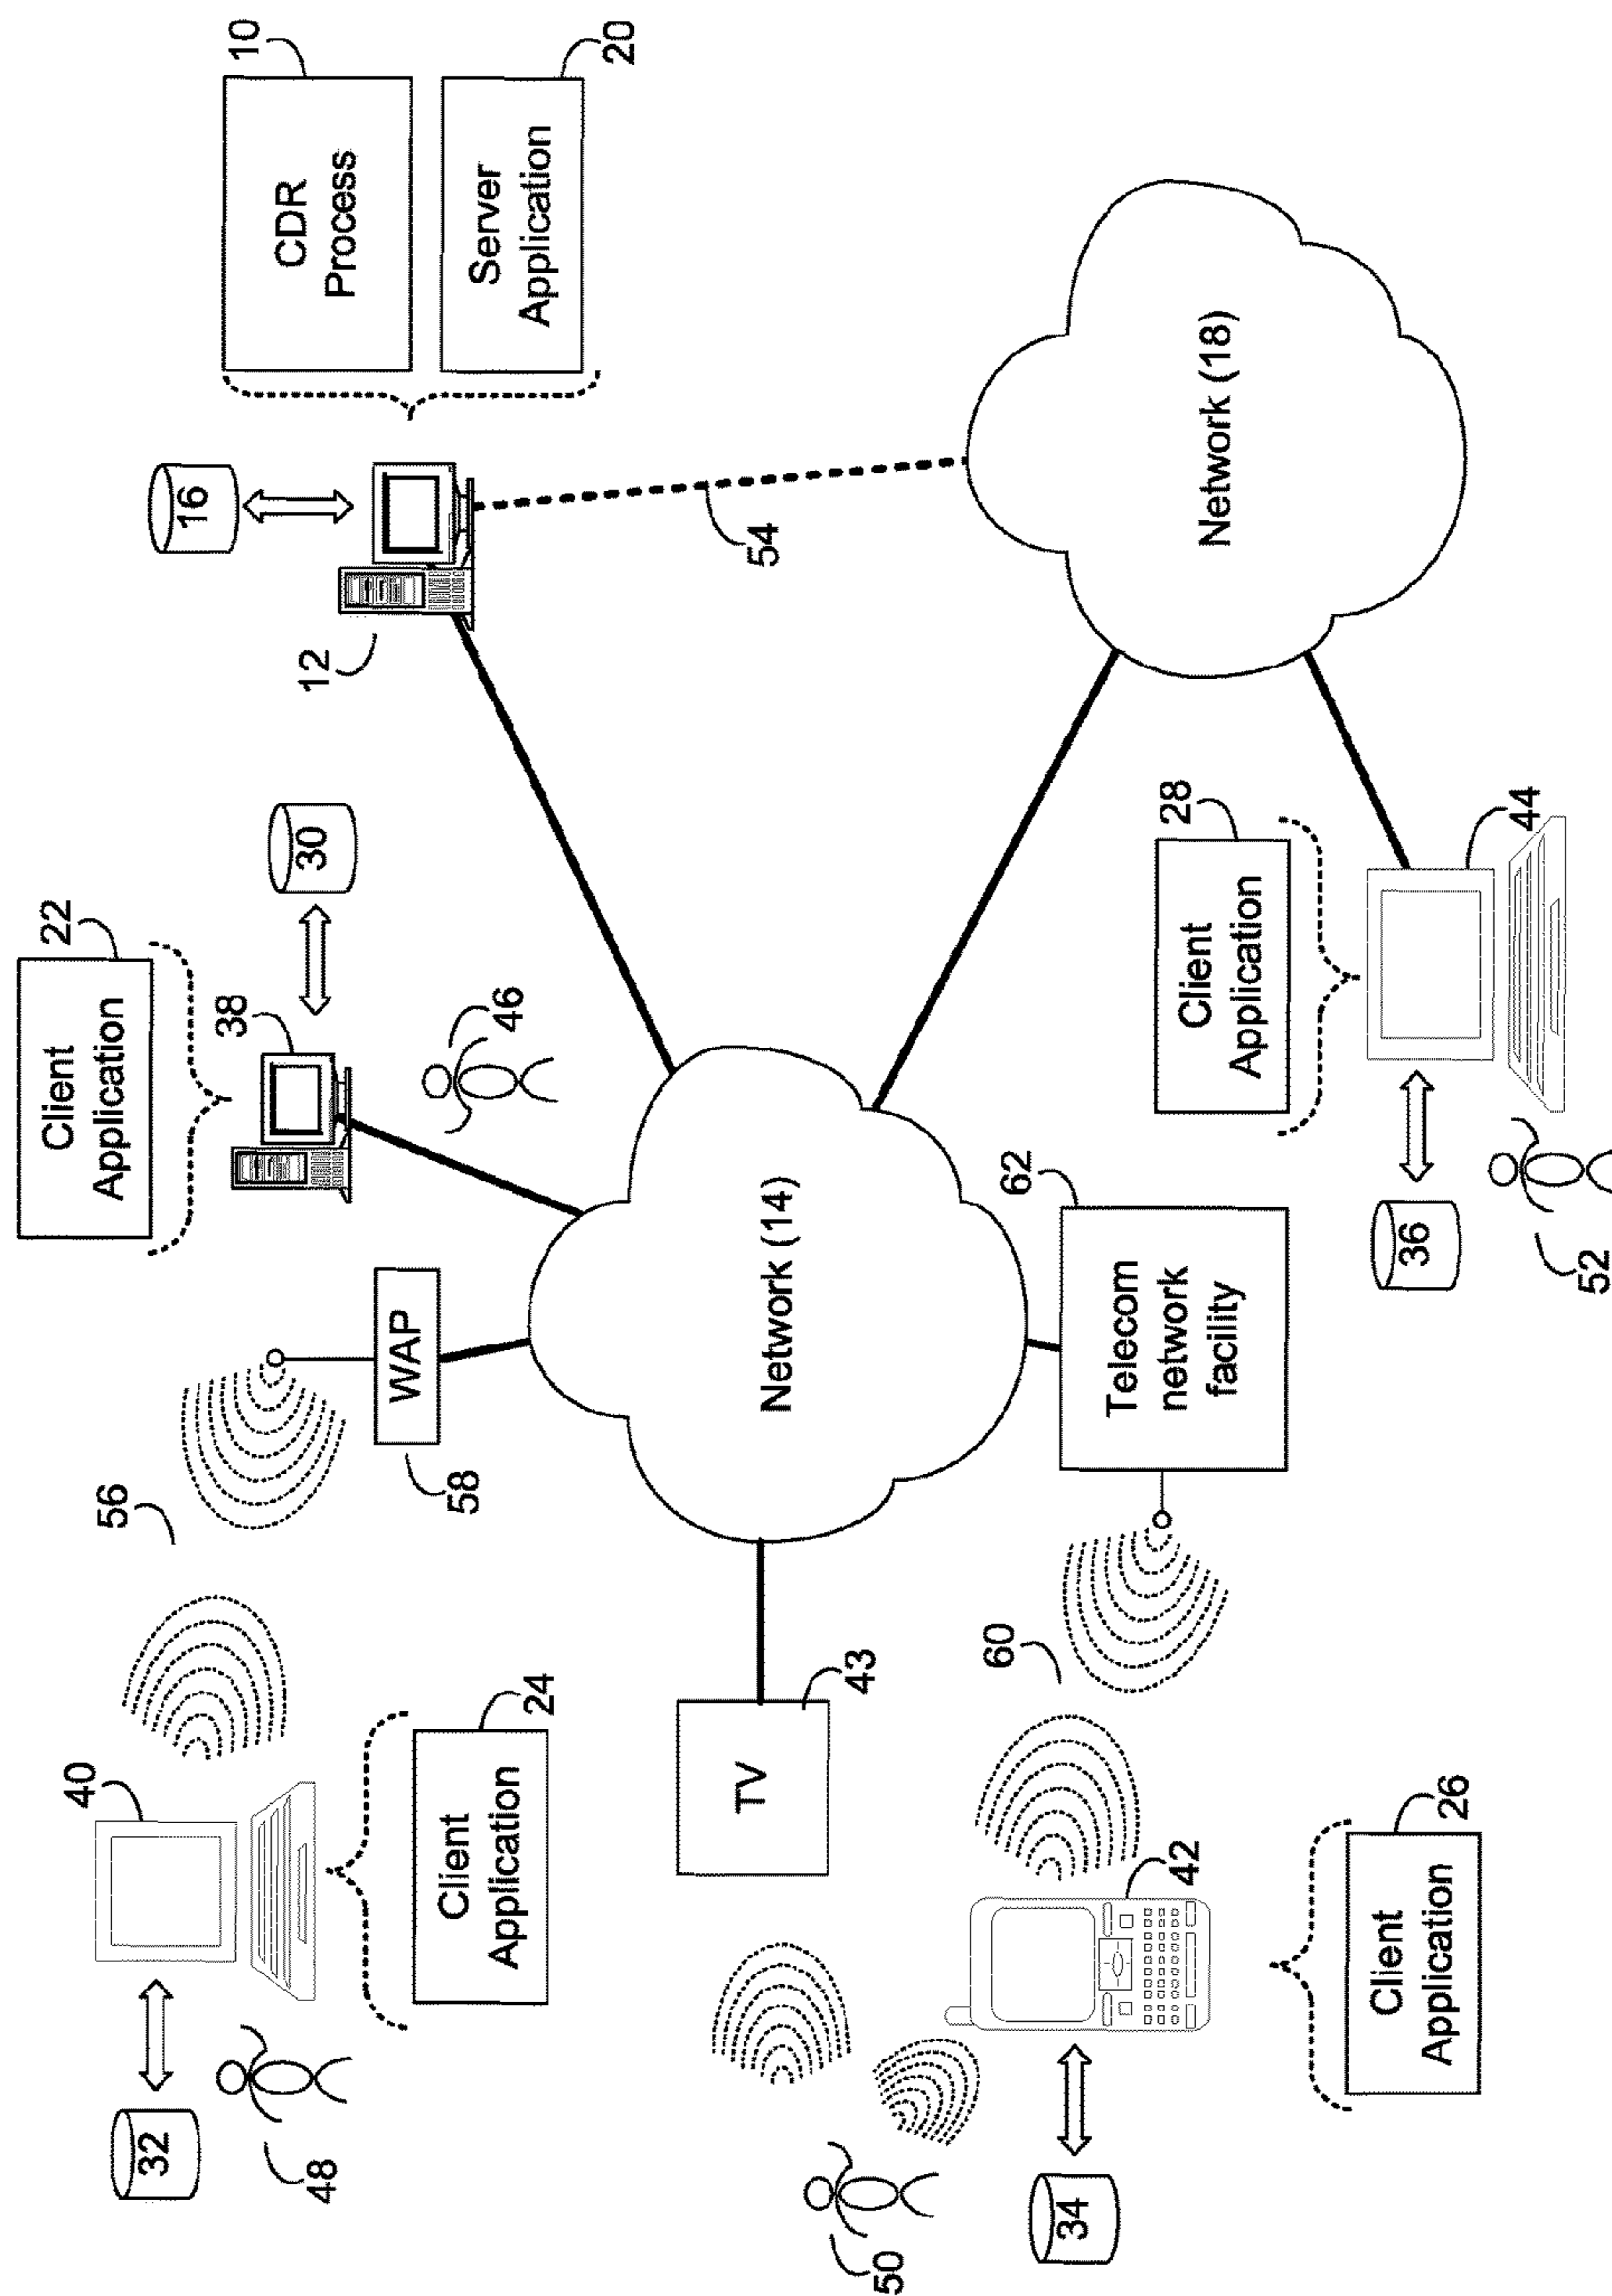 32
48
40
Client
Application
24
56
58
WAP
Client
Application
22
38
30
46
16
12
CDR
Process
10
Server
Application
20
TV
43
Network (14)
54
50
34
42
60
Telecom
network
facility
62
Client
Application
28
Network (18)
Client
Application
26
36
52
44